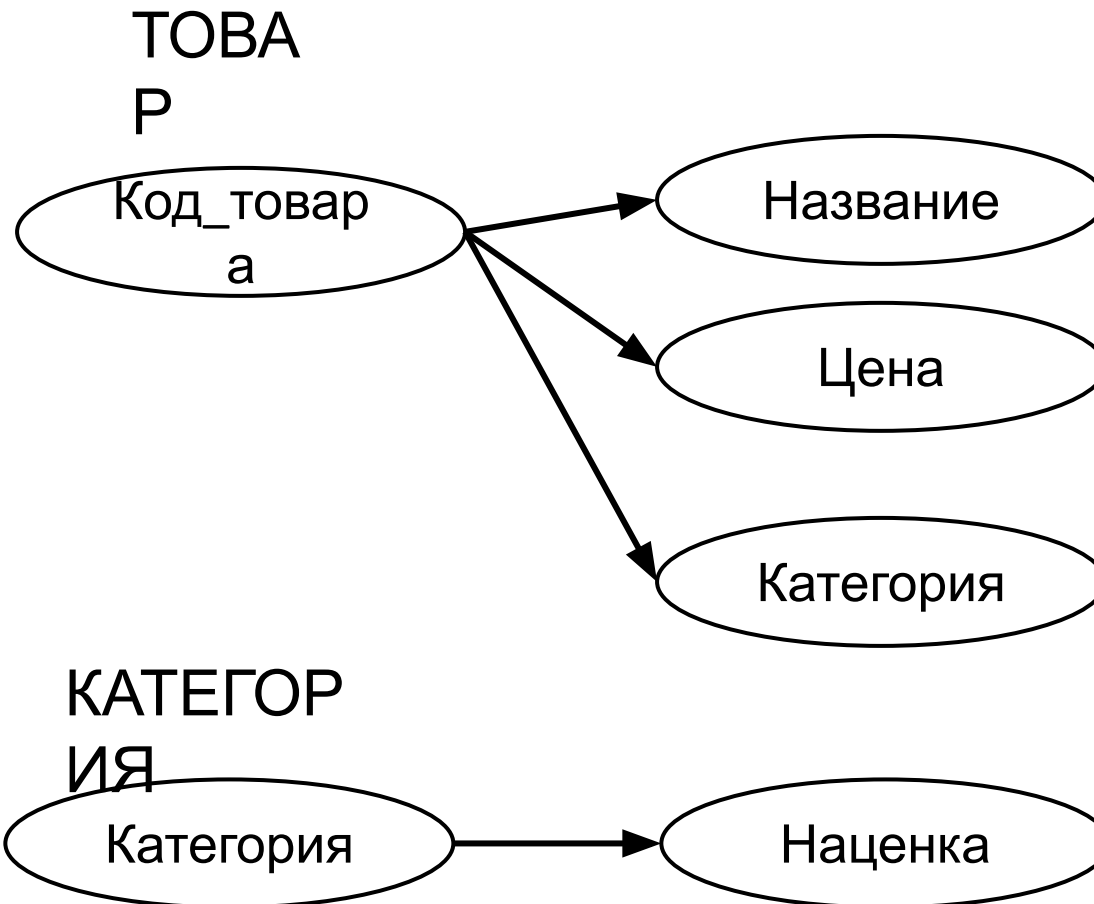 ТОВА
Р
Код_товар
а
Название
Цена
Категория
КАТЕГОР
ИЯ
Категория
Наценка